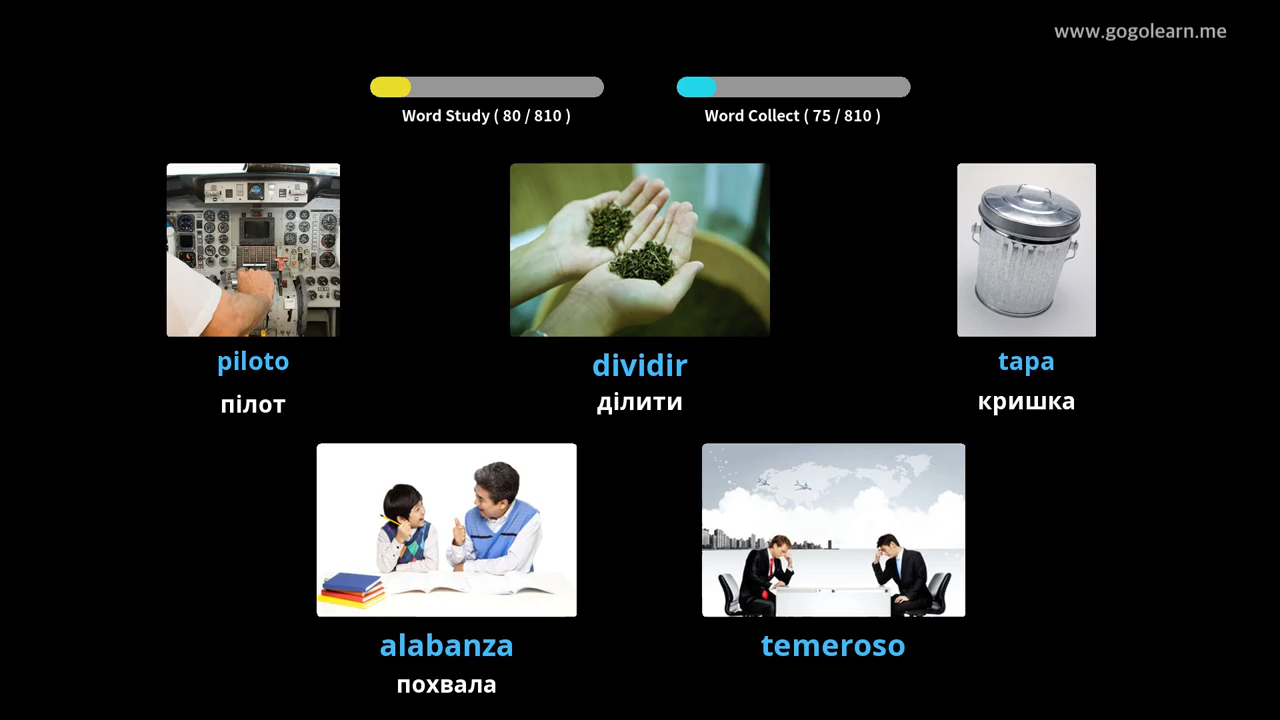 www.gogolearn.me
Word Study ( 80 / 810 )
Word Collect ( 75 / 810 )
piloto
пілот
dividir
ділити
tapa
кришка
alabanza
похвала
temeroso